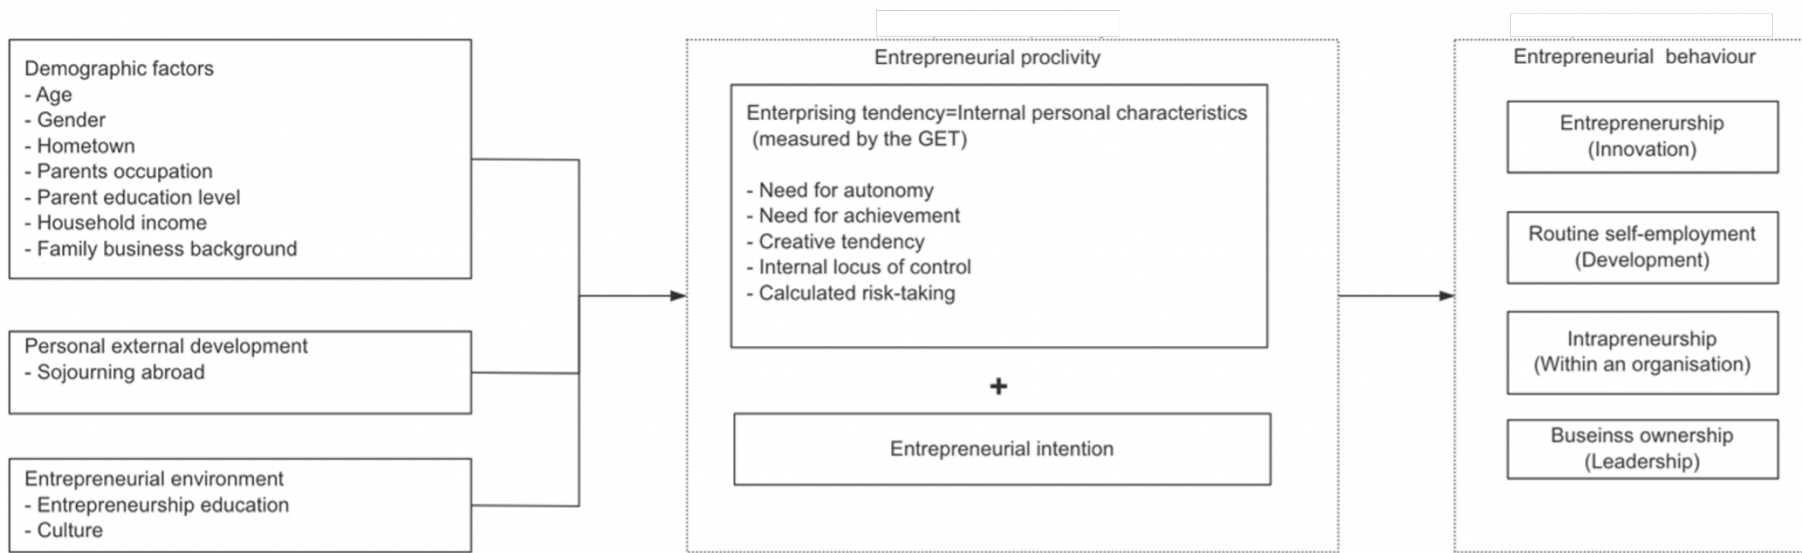 Demographic factors
- Age
- Gender
- Hometown
- Parents occupation
- Parent education level
- Household income
- Family business background
Personal external development
- Sojourning abroad
Entrepreneurial environment
- Entrepreneurship education
- Culture
Entrepreneurial proclivity
Enterprising tendency=Internal personal characteristics
(measured by the GET)
- Need for autonomy
- Need for achievement
- Creative tendency
- Internal locus of control
- Calculated risk-taking
+
Entrepreneurial intention
Entrepreneurial behaviour
Entreprenerurship
(Innovation)
Routine self-employment
(Development)
Intrapreneurship
(Within an organisation)
Buseinss ownership
(Leadership)